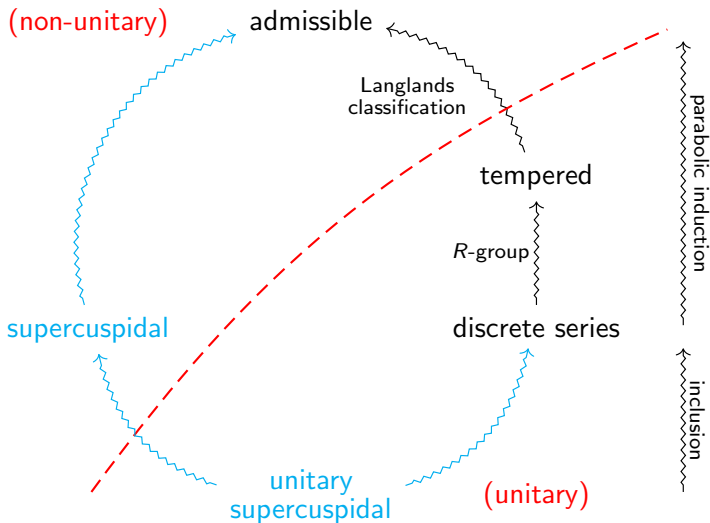 (non-unitary)
admissible
Langlands
classification
tempered
R-group
parabolic induction
supercuspidal
discrete series
inclusion
unitary
supercuspidal
(unitary)